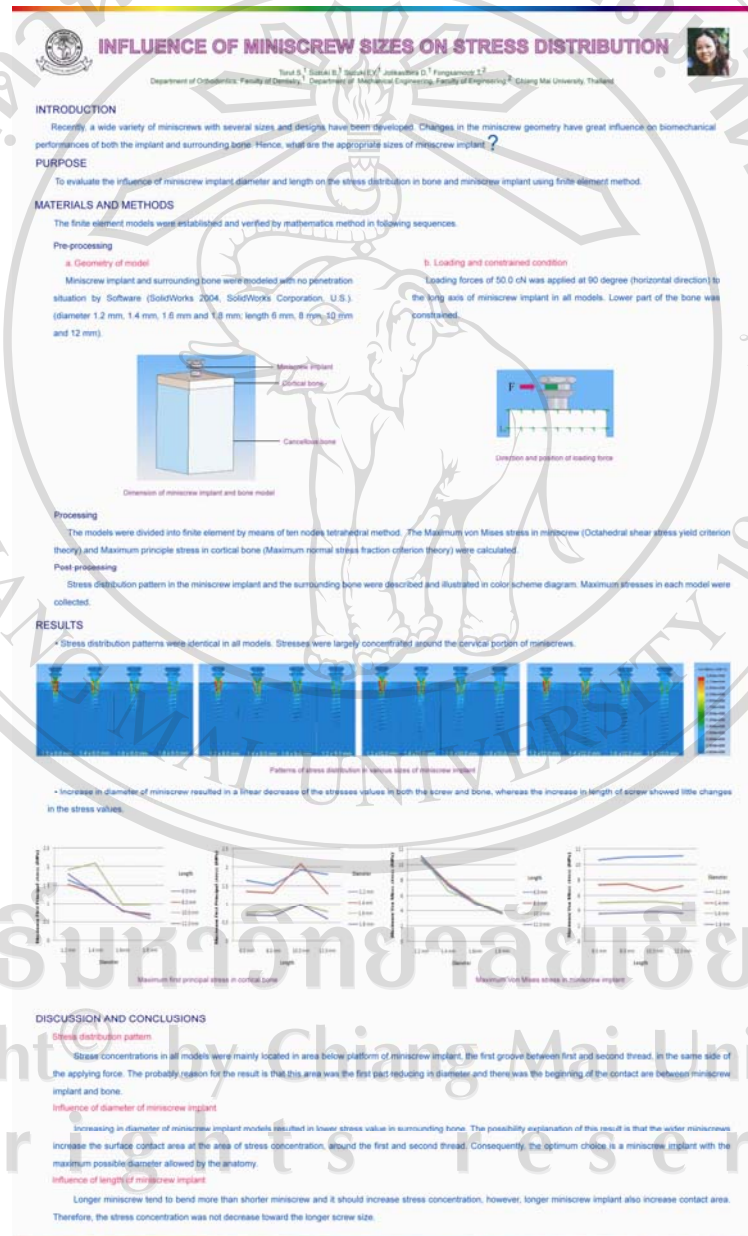 INFLUENCE OF MINISCREW SIZES ON STRESS DISTRIBUTION
Department of Orthodontics, Faculty of Dentistry,1 Department of Mechanical Engineering, Faculty of Engineering2, Chiang Mai University, Thailand
INTRODUCTION
Recently, a wide variety of miniscrews with several sizes and designs have been developed. Changes in the miniscrew geometry have great influence on biomechanical
performances of both the implant and surrounding bone. Hence, what are the appropriate sizes of miniscrew implant ?
PURPOSE
To evaluate the influence of miniscrew implant diameter and length on the stress distribution in bone and miniscrew implant using finite element method.
MATERIALS AND METHODS
The finite element models were established and verified by mathematics method in following sequences.
Pre-processing
a. Geometry of model
Miniscrew implant and surrounding bone were modeled with no penetration
situation by Software (SolidWorks 2004, SolidWorks Corporation, U.S.).
(diameter 1.2 mm, 1.4 mm, 1.6 mm and 1.8 mm; length 6 mm, 8 mm, 10 mm
and 12 mm).
b. Loading and constrained condition
Loading forces of 50.0 cN was applied at 90 degree (horizontal direction) to
the long axis of miniscrew implant in all models. Lower part of the bone was
constrained.
Miniscrew implant
Cortical bone
Cancellous bone
Dimension of miniscrew implant and bone model
F
Direction and position of loading force
Processing
The models were divided into finite element by means of ten nodes tetrahedral method. The Maximum von Mises stress in miniscrew (Octahedral shear stress yield criterion
theory) and Maximum principle stress in cortical bone (Maximum normal stress fraction criterion theory) were calculated.
Post-processing
Stress distribution pattern in the miniscrew implant and the surrounding bone were described and illustrated in color scheme diagram. Maximum stresses in each model were
collected.
RESULTS
• Stress distribution patterns were identical in all models. Stresses were largely concentrated around the cervical portion of miniscrews.
Patterns of stress distribution in various sizes of miniscrew implant
• Increase in diameter of miniscrew resulted in a linear decrease of the stresses values in both the screw and bone, whereas the increase in length of screw showed little changes
in the stress values.
Length
Diameter
Length
Diameter
Diameter
Length
Diameter
Length
Maximum first principal stress in cortical bone
Maximum Von Mises stress in miniscrew implant
DISCUSSION AND CONCLUSIONS
Stress distribution pattern
Stress concentrations in all models were mainly located in area below platform of miniscrew implant, the first groove between first and second thread, in the same side of
the applying force. The probably reason for the result is that this area was the first part reducing in diameter and there was the beginning of the contact are between miniscrew
implant and bone.
Influence of diameter of miniscrew implant
Increasing in diameter of miniscrew implant models resulted in lower stress value in surrounding bone. The possibility explanation of this result is that the wider miniscrews
increase the surface contact area at the area of stress concentration, around the first and second thread. Consequently, the optimum choice is a miniscrew implant with the
maximum possible diameter allowed by the anatomy.
Influence of length of miniscrew implant
Longer miniscrew tend to bend more than shorter miniscrew and it should increase stress concentration, however, longer miniscrew implant also increase contact area.
Therefore, the stress concentration was not decrease toward the longer screw size.
by Chiang Mai Uni